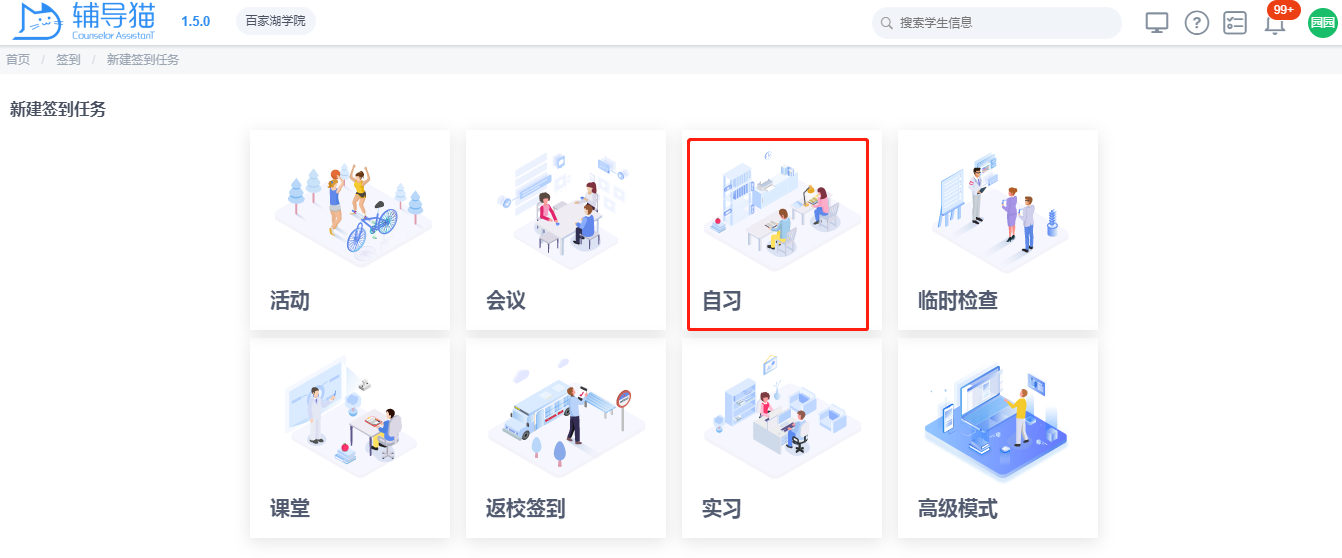 辅导猫
Counselor AssistanT
1.5.0
百家湖学院
搜索学生信息
99+
园园
首页 / 签到 / 新建签到任务
新建签到任务
活动
会议
自习
临时检查
课堂
返校签到
实习
高级模式